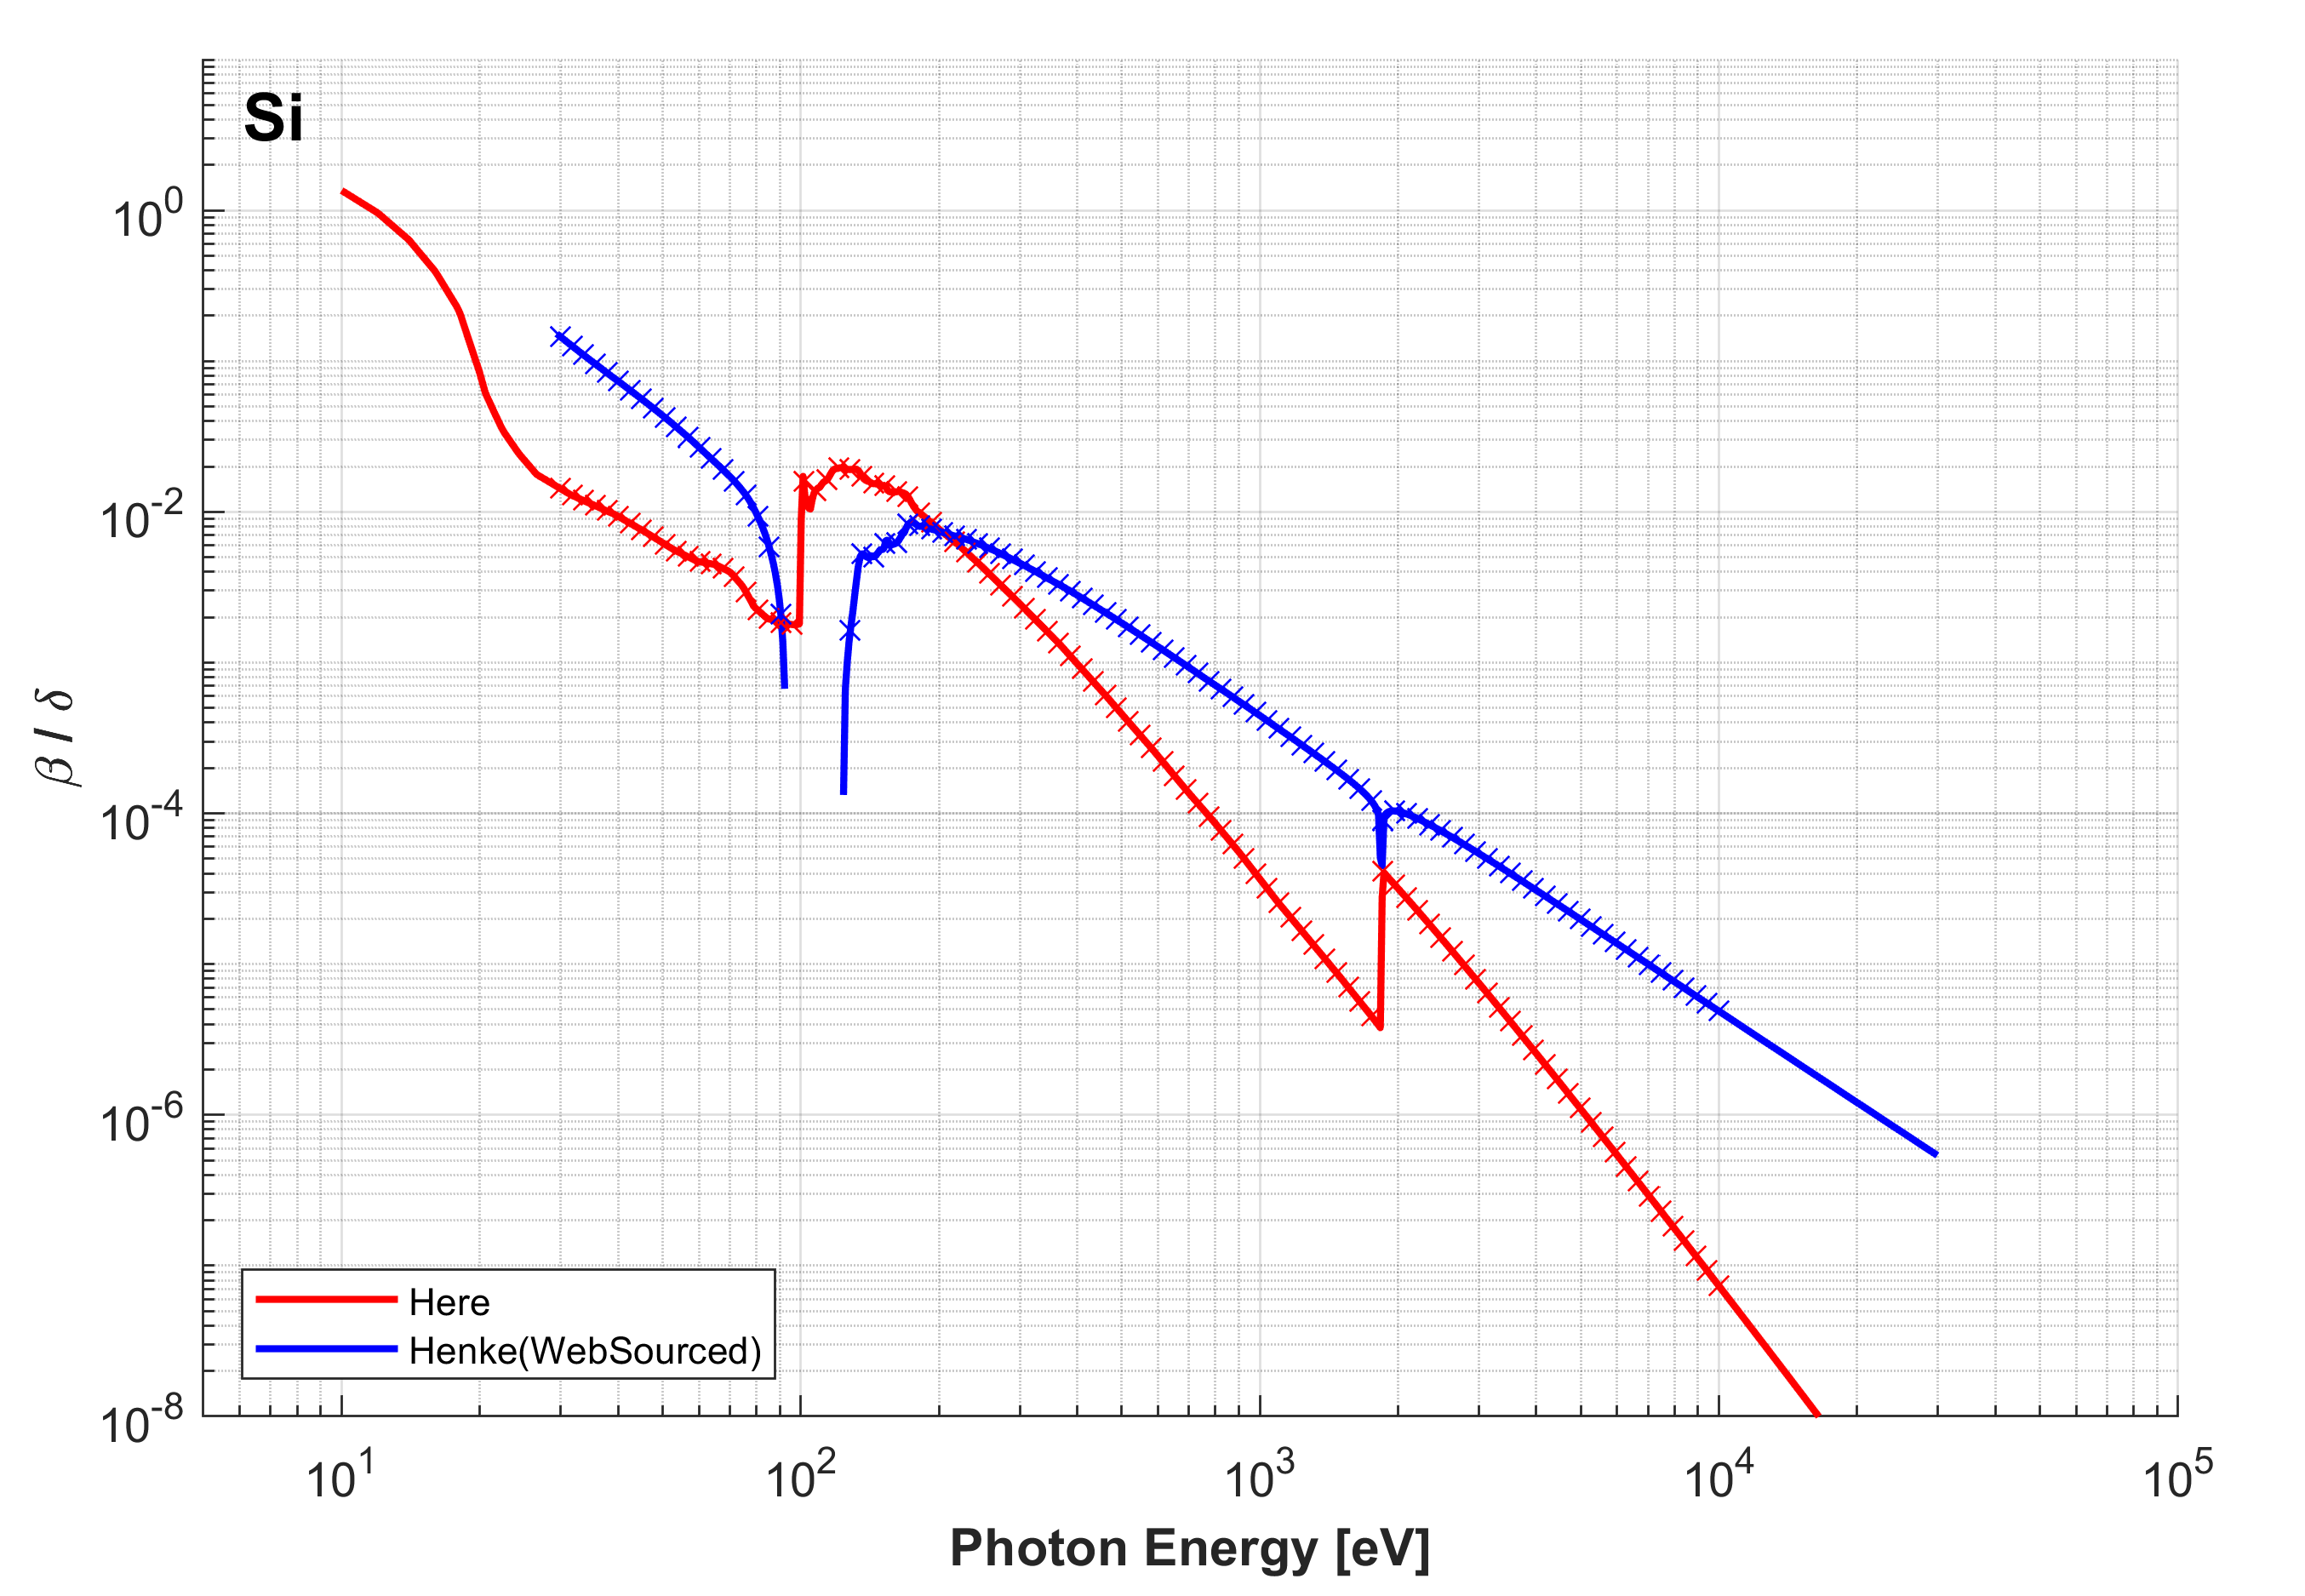 Si
10^0
10^-2
10^-4
10^-6
10^-8
β / δ
Here
Henke(WebSourced)
10^1 10^2 10^3 10^4 10^5
Photon Energy [eV]